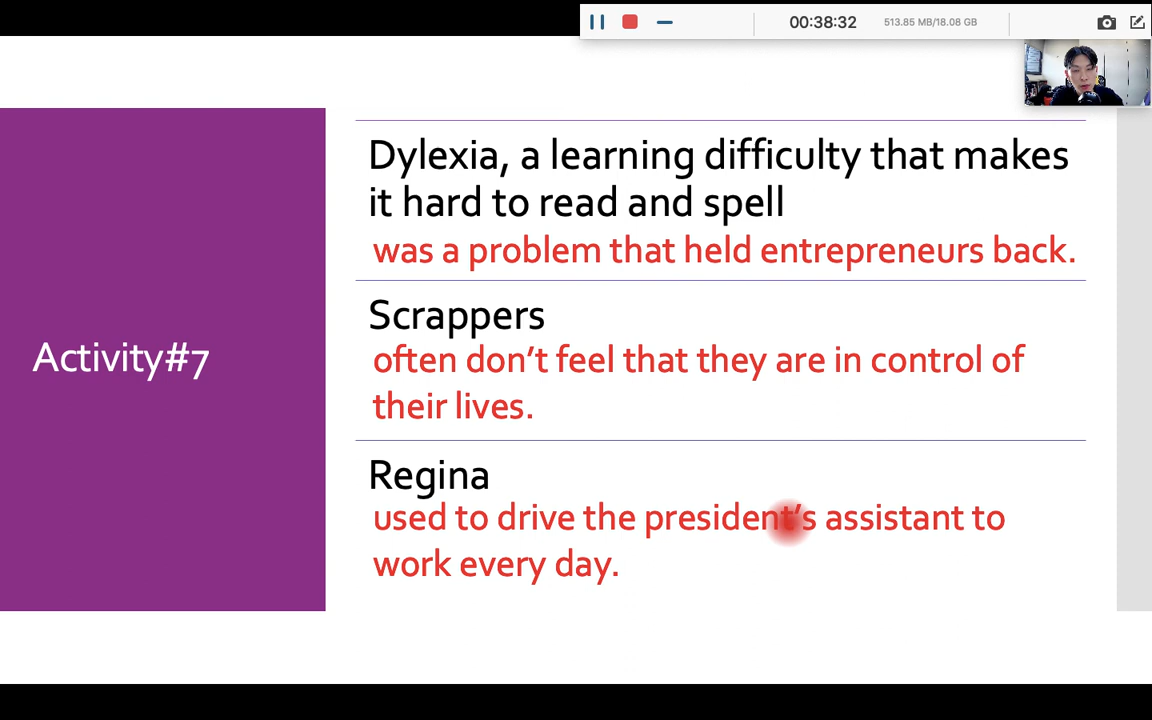 00:38:32
513.85 MB/18.08 GB
Dylexia, a learning difficulty that makes
it hard to read and spell
was a problem that held entrepreneurs back.
Scrappers
often don't feel that they are in control of
their lives.
Activity#7
Regina
used to drive the president's assistant to
work every day.